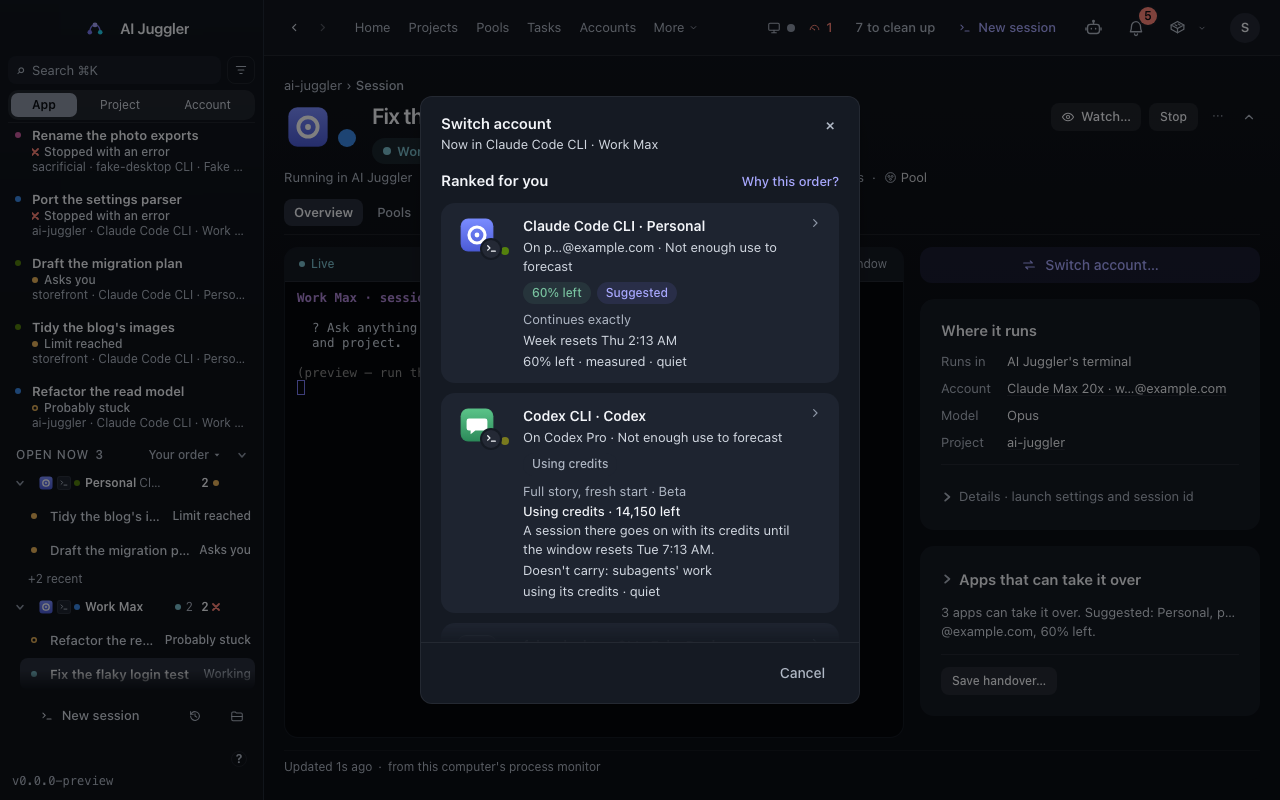 AI Juggler
Home Projects Pools Tasks Accounts More
1 7 to clean up New session 5 S
Search ⌘K
App Project Account
Rename the photo exports
Stopped with an error
sacrificial · fake-desktop CLI · Fake ...
Port the settings parser
Stopped with an error
ai-juggler · Claude Code CLI · Work ...
Draft the migration plan
Asks you
storefront · Claude Code CLI · Perso...
Tidy the blog's images
Limit reached
storefront · Claude Code CLI · Perso...
Refactor the read model
Probably stuck
ai-juggler · Claude Code CLI · Work ...
OPEN NOW 3 Your order
Personal Cl... 2
Tidy the blog's i... Limit reached
Draft the migration p... Asks you
+2 recent
Work Max 2 2
Refactor the re... Probably stuck
Fix the flaky login test Working
New session
?
v0.0.0-preview
ai-juggler › Session
Fix th
Watch... Stop ...
Wor
Running in AI Juggler
s · Pool
Overview Pools
Live
ndow
Work Max · sessi
? Ask anything
and project.
(preview — run th
Switch account
Now in Claude Code CLI · Work Max
Ranked for you Why this order?
Claude Code CLI · Personal
On p...@example.com · Not enough use to
forecast
60% left Suggested
Continues exactly
Week resets Thu 2:13 AM
60% left · measured · quiet
Codex CLI · Codex
On Codex Pro · Not enough use to forecast
Using credits
Full story, fresh start · Beta
Using credits · 14,150 left
A session there goes on with its credits until
the window resets Tue 7:13 AM.
Doesn't carry: subagents' work
using its credits · quiet
Cancel
Switch account...
Where it runs
Runs in AI Juggler's terminal
Account Claude Max 20x · w...@example.com
Model Opus
Project ai-juggler
Details · launch settings and session id
Apps that can take it over
3 apps can take it over. Suggested: Personal, p...
@example.com, 60% left.
Save handover...
Updated 1s ago · from this computer's process monitor